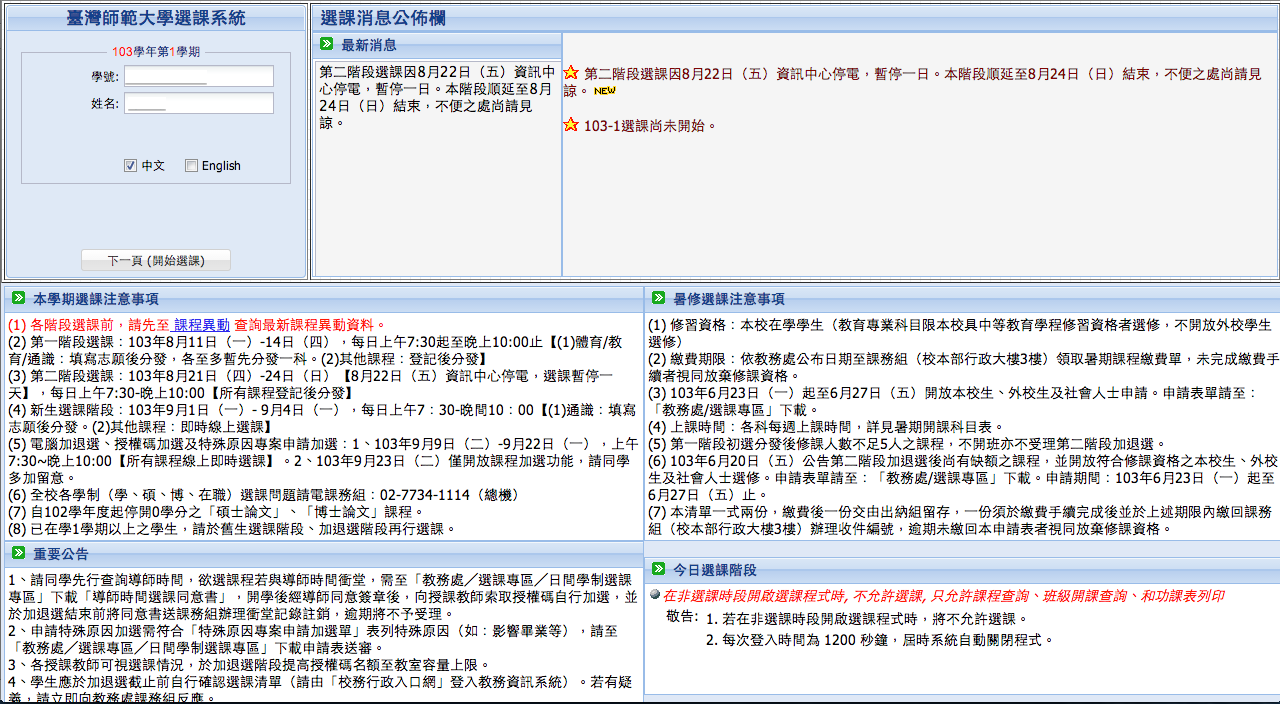 臺灣師範大學選課系統
103學年第1學期
學號:
姓名:
中文
English
下一頁 (開始選課)
選課消息公佈欄
最新消息
第二階段選課因8月22日（五）資訊中
心停電，暫停一日。本階段順延至8月
24日（日）結束，不便之處尚請見
諒。
第二階段選課因8月22日（五）資訊中心停電，暫停一日。本階段順延至8月24日（日）結束，不便之處尚請見
諒。 NEW
103-1選課尚未開始。
本學期選課注意事項
(1) 各階段選課前，請先至 課程異動 查詢最新課程異動資料。
(2) 第一階段選課：103年8月11日（一）-14日（四），每日上午7:30起至晚上10:00止【(1)體育/教
育/通識：填寫志願後分發，各至多暫先分發一科。(2)其他課程：登記後分發】
(3) 第二階段選課：103年8月21日（四）-24日（日）【8月22日（五）資訊中心停電，選課暫停一
天】，每日上午7:30-晚上10:00【所有課程登記後分發】
(4) 新生選課階段：103年9月1日（一）- 9月4日（一），每日上午7：30-晚間10：00【(1)通識：填寫
志願後分發。(2)其他課程：即時線上選課】
(5) 電腦加退選、授權碼加選及特殊原因專案申請加選：1、103年9月9日（二）-9月22日（一），上午
7:30~晚上10:00【所有課程線上即時選課】。2、103年9月23日（二）僅開放課程加選功能，請同學
多加留意。
(6) 全校各學制（學、碩、博、在職）選課問題請電課務組：02-7734-1114（總機）
(7) 自102學年度起停開0學分之「碩士論文」、「博士論文」課程。
(8) 已在學1學期以上之學生，請於舊生選課階段、加退選階段再行選課。
暑修選課注意事項
(1) 修習資格：本校在學學生（教育專業科目限本校具中等教育學程修習資格者選修，不開放外校學生
選修）
(2) 繳費期限：依教務處公布日期至課務組（校本部行政大樓3樓）領取暑期課程繳費單，未完成繳費手
續者視同放棄修課資格。
(3) 103年6月23日（一）起至6月27日（五）開放本校生、外校生及社會人士申請。申請表單請至：
「教務處/選課專區」下載。
(4) 上課時間：各科每週上課時間，詳見暑期開課科目表。
(5) 第一階段初選分發後修課人數不足5人之課程，不開班亦不受理第二階段加退選。
(6) 103年6月20日（五）公告第二階段加退選後尚有缺額之課程，並開放符合修課資格之本校生、外校
生及社會人士選修。申請表單請至：「教務處/選課專區」下載。申請期間：103年6月23日（一）起至
6月27日（五）止。
(7) 本清單一式兩份，繳費後一份交由出納組留存，一份須於繳費手續完成後並於上述期限內繳回課務
組（校本部行政大樓3樓）辦理收件編號，逾期未繳回本申請表者視同放棄修課資格。
重要公告
1、請同學先行查詢導師時間，欲選課程若與導師時間衝堂，需至「教務處／選課專區／日間學制選課
專區」下載「導師時間選課同意書」，開學後經導師同意簽章後，向授課教師索取授權碼自行加選，並
於加退選結束前將同意書送課務組辦理衝堂記錄註銷，逾期將不予受理。
2、申請特殊原因加選需符合「特殊原因專案申請加選單」表列特殊原因（如：影響畢業等），請至
「教務處／選課專區／日間學制選課專區」下載申請表送審。
3、各授課教師可視選課情況，於加退選階段提高授權碼名額至教室容量上限。
4、學生應於加退選截止前自行確認選課清單（請由「校務行政入口網」登入教務資訊系統）。若有疑
義，請立即向教務處課務組反應。
今日選課階段
在非選課時段開啟選課程式時, 不允許選課, 只允許課程查詢、班級開課查詢、和功課表列印
敬告: 1. 若在非選課時段開啟選課程式時，將不允許選課。
2. 每次登入時間為 1200 秒鐘，屆時系統自動關閉程式。